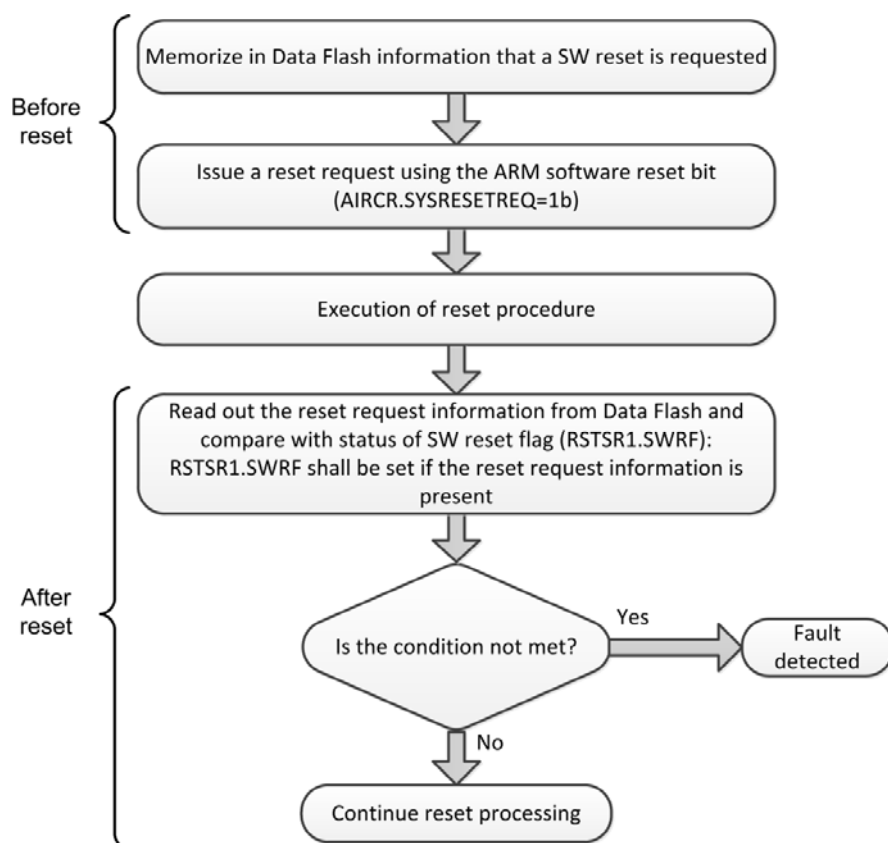 Memorize in Data Flash information that a SW reset is requested
Before
reset
Issue a reset request using the ARM software reset bit
(AIRCR.SYSRESETREQ=1b)
Execution of reset procedure
Read out the reset request information from Data Flash and
compare with status of SW reset flag (RSTSR1.SWRF):
RSTSR1.SWRF shall be set if the reset request information is
present
After
reset
Is the condition not met?
Yes
Fault
detected
No
Continue reset processing